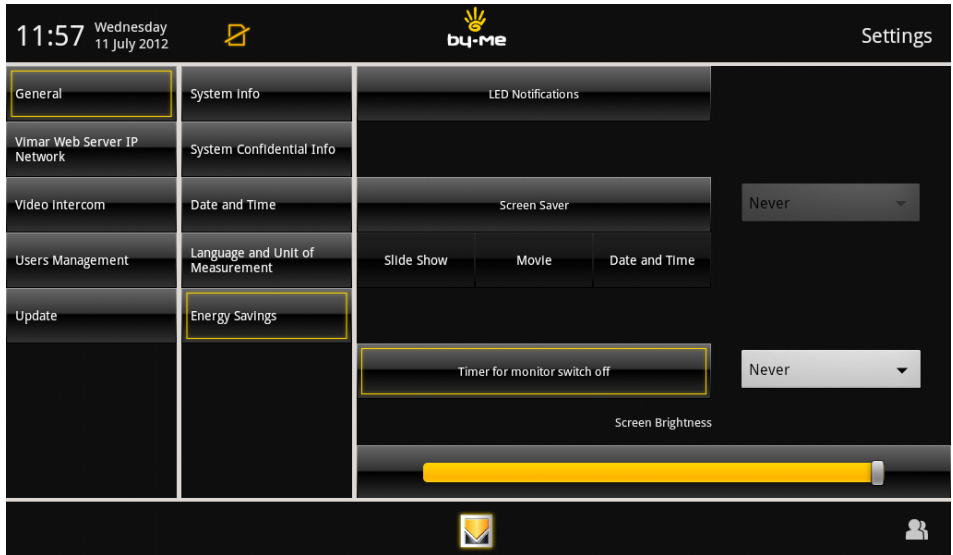 11:57
Wednesday
11 July 2012
by-me
Settings
General
System Info
LED Notifications
Vimar Web Server IP
Network
System Confidential Info
Video Intercom
Date and Time
Screen Saver
Never
Users Management
Language and Unit of
Measurement
Slide Show
Movie
Date and Time
Update
Energy Savings
Timer for monitor switch off
Never
Screen Brightness